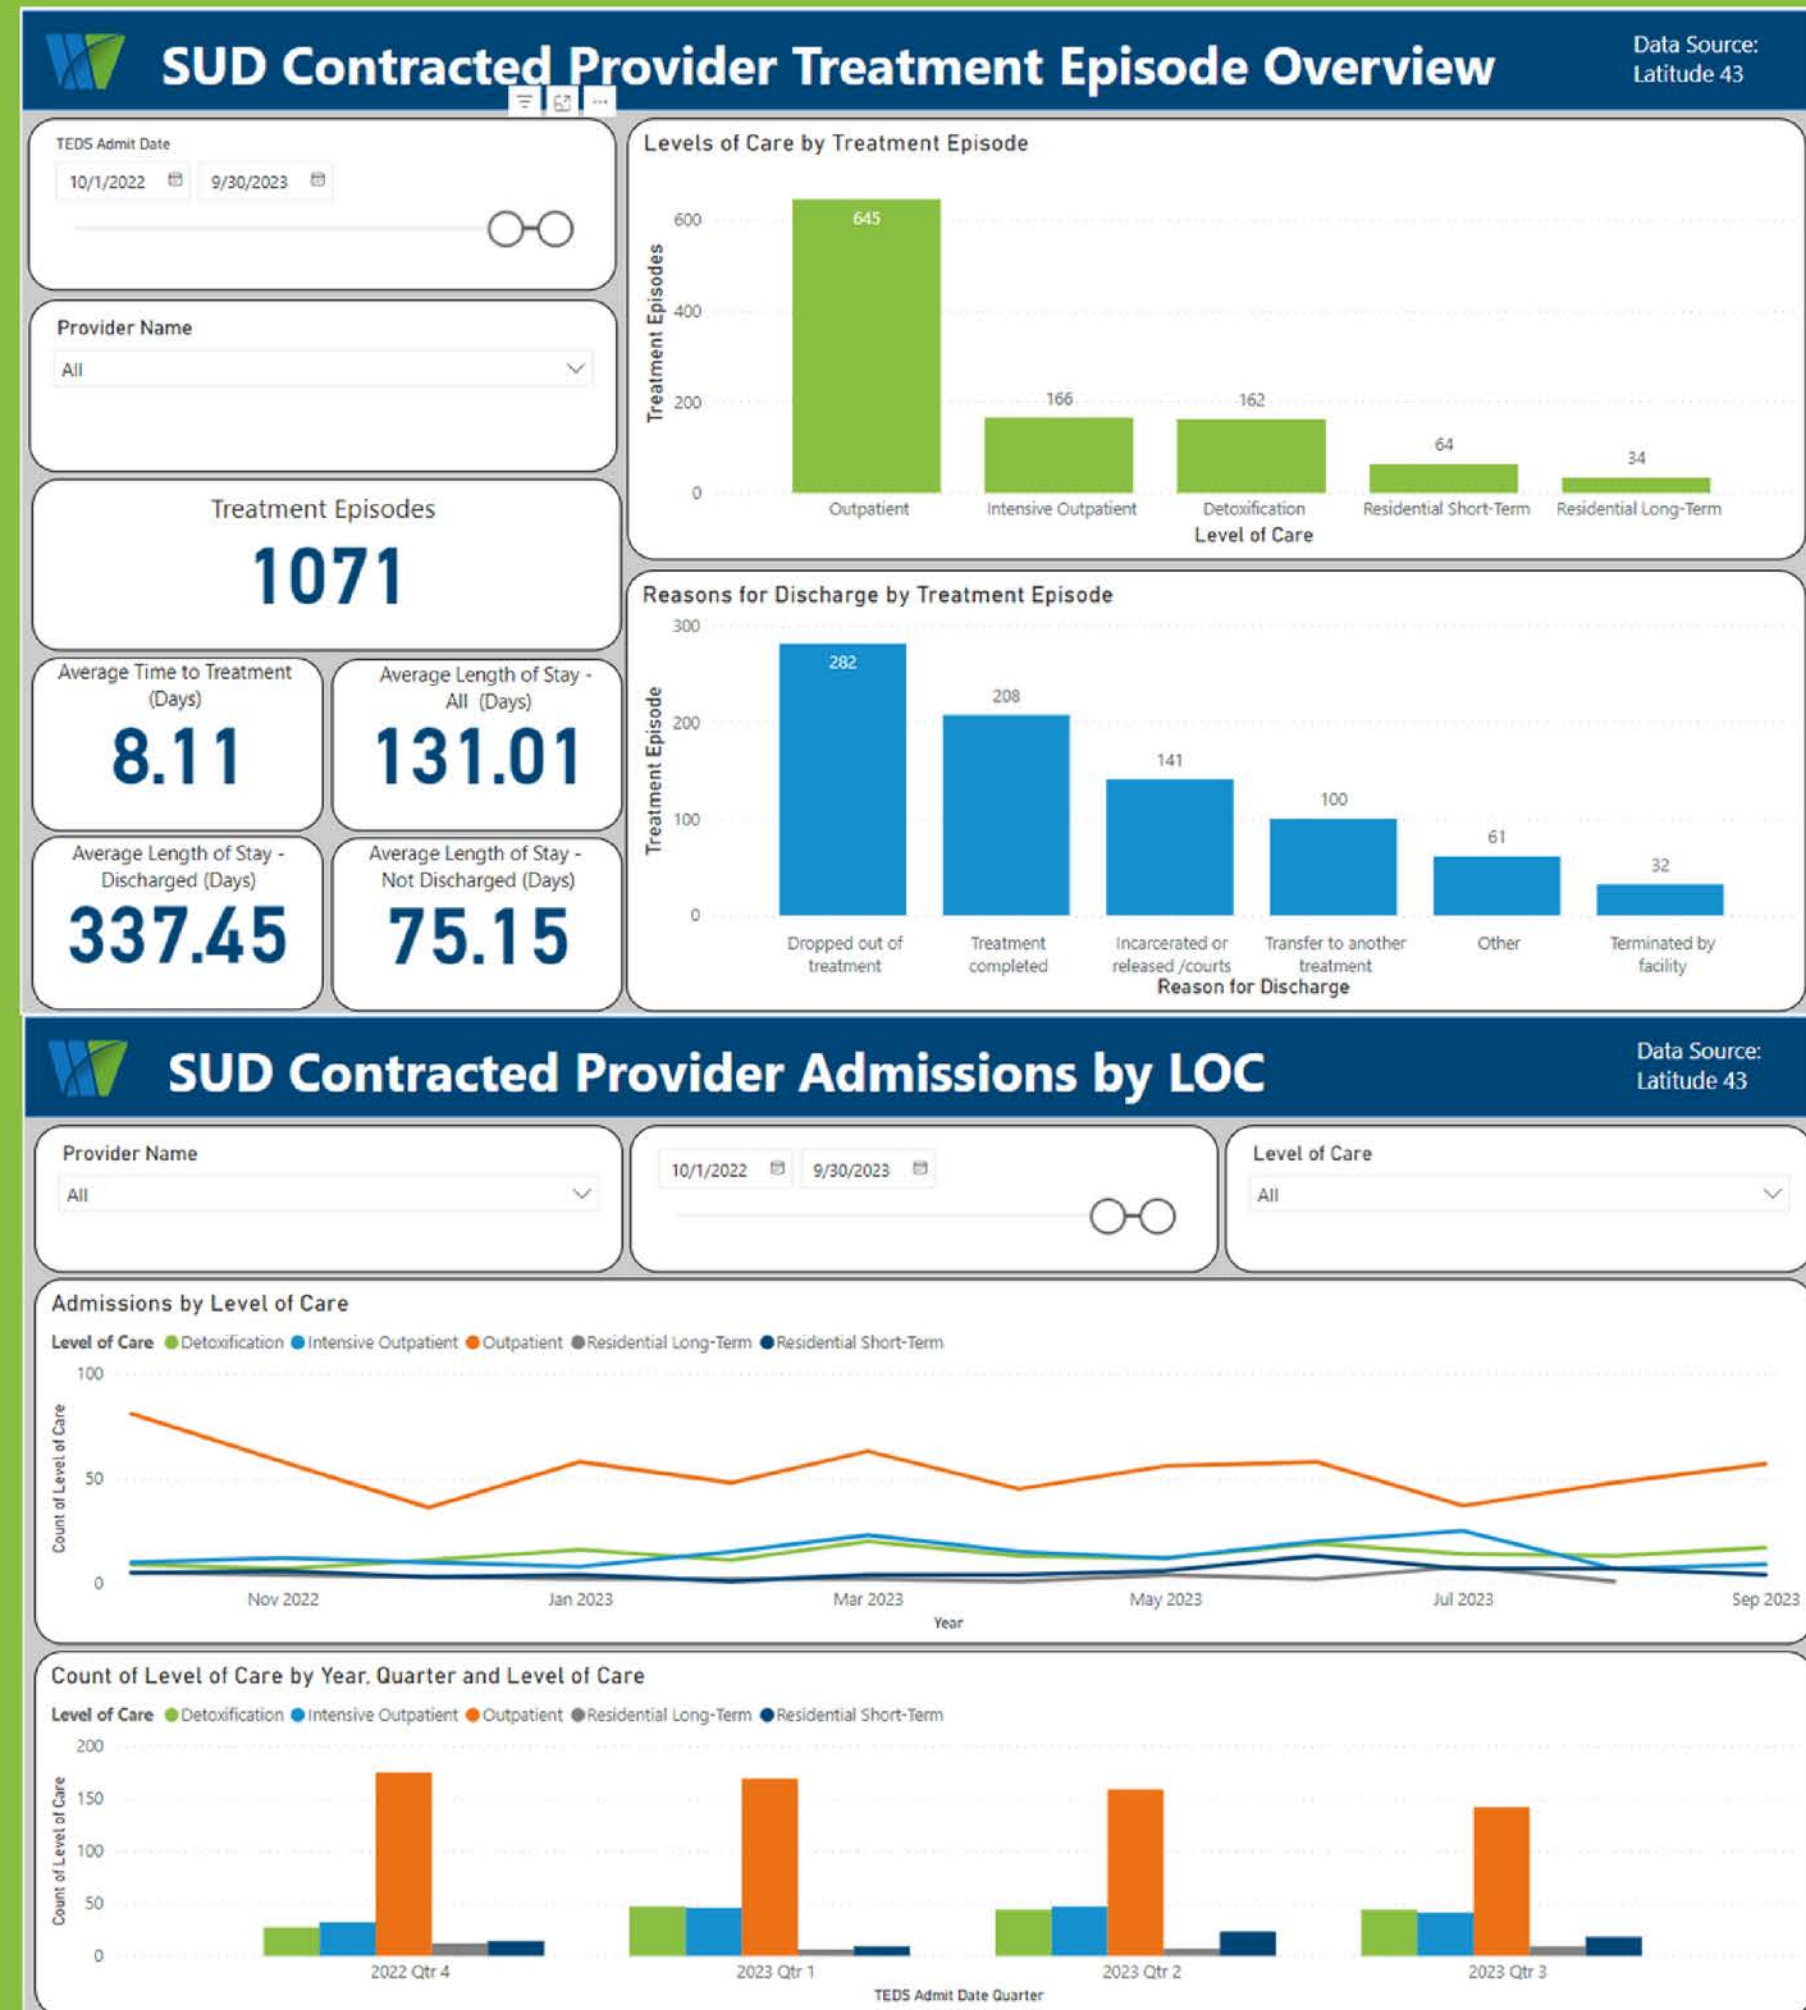 SUD Contracted Provider Treatment Episode Overview
Data Source:
Latitude 43
TEDS Admit Date
10/1/2022 9/30/2023
Provider Name
All
Treatment Episodes
1071
Average Time to Treatment
(Days)
8.11
Average Length of Stay -
All (Days)
131.01
Average Length of Stay -
Discharged (Days)
337.45
Average Length of Stay -
Not Discharged (Days)
75.15
Levels of Care by Treatment Episode
Treatment Episodes
600
400
200
0
645
166
162
64
34
Outpatient
Intensive Outpatient
Detoxification
Residential Short-Term
Residential Long-Term
Level of Care
Reasons for Discharge by Treatment Episode
Treatment Episode
300
200
100
0
282
208
141
100
61
32
Dropped out of
treatment
Treatment
completed
Incarcerated or
released /courts
Transfer to another
treatment
Other
Terminated by
facility
Reason for Discharge
SUD Contracted Provider Admissions by LOC
Data Source:
Latitude 43
Provider Name
All
10/1/2022 9/30/2023
Level of Care
All
Admissions by Level of Care
Level of Care Detoxification Intensive Outpatient Outpatient Residential Long-Term Residential Short-Term
Count of Level of Care
100
50
0
Nov 2022 Jan 2023 Mar 2023 May 2023 Jul 2023 Sep 2023
Year
Count of Level of Care by Year, Quarter and Level of Care
Level of Care Detoxification Intensive Outpatient Outpatient Residential Long-Term Residential Short-Term
Count of Level of Care
200
150
100
50
0
2022 Qtr 4 2023 Qtr 1 2023 Qtr 2 2023 Qtr 3
TEDS Admit Date Quarter